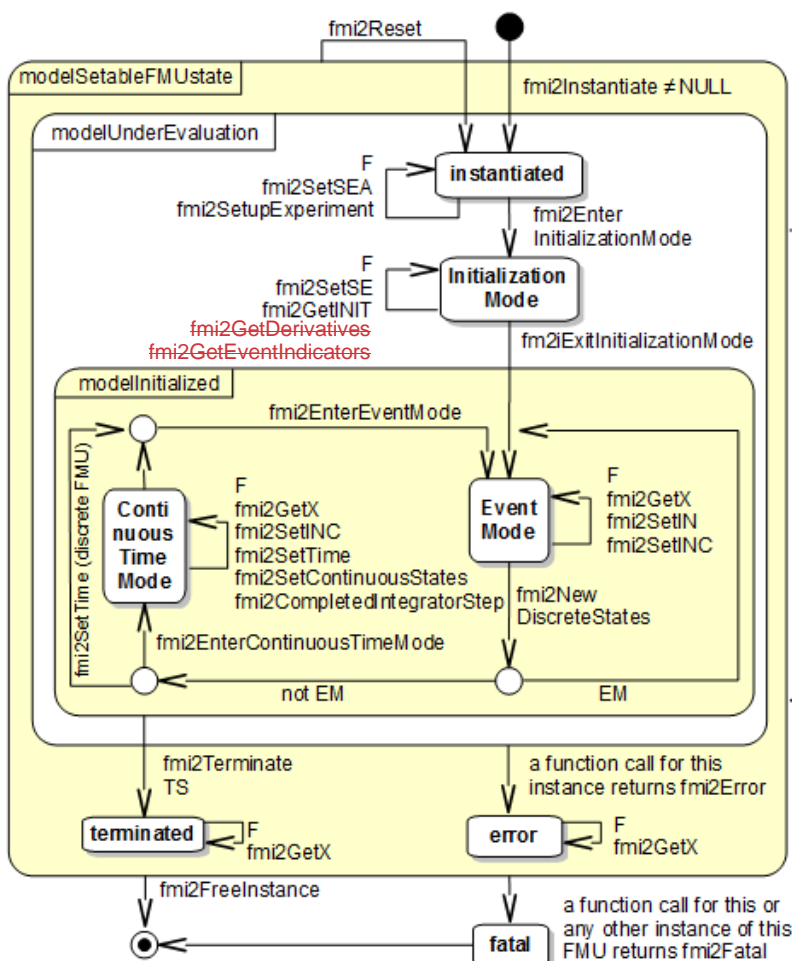 fmi2Reset
modelSetableFMUstate
fmi2Instantiate ≠ NULL
modelUnderEvaluation
F
fmi2SetSEA
fmi2SetupExperiment
instantiated
fmi2Enter
InitializationMode
F
fmi2SetSE
fmi2GetINIT
fmi2GetDerivatives
fmi2GetEventIndicators
Initialization
Mode
fm2iExitInitializationMode
modelInitialized
fmi2EnterEventMode
fmi2SetTime (discrete FMU)
Conti
nuous
Time
Mode
F
fmi2GetX
fmi2SetINC
fmi2SetTime
fmi2SetContinuousStates
fmi2CompletedIntegratorStep
Event
Mode
F
fmi2GetX
fmi2SetIN
fmi2SetINC
fmi2New
DiscreteStates
fmi2EnterContinuousTimeMode
not EM
EM
fmi2Terminate
TS
a function call for this
instance returns fmi2Error
terminated
F
fmi2GetX
error
F
fmi2GetX
fmi2FreeInstance
fatal
a function call for this or
any other instance of this
FMU returns fmi2Fatal